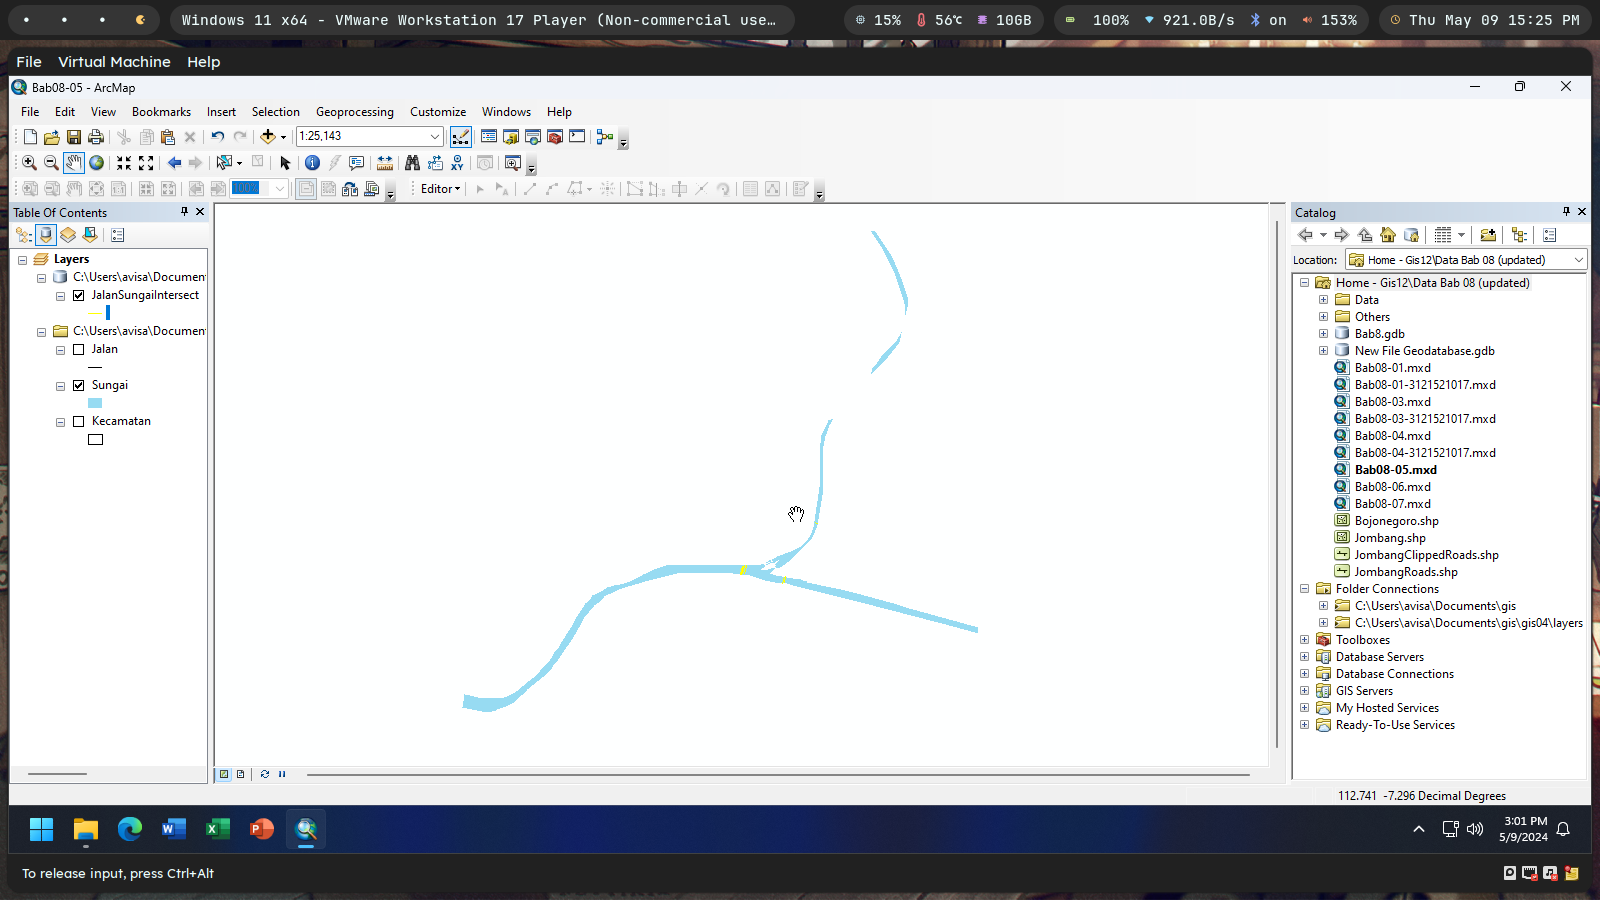 Windows 11 x64 - VMware Workstation 17 Player (Non-commercial use…
15%
56℃
10GB
100%
921.0B/s
on
153%
Thu May 09 15:25 PM
File Virtual Machine Help
Bab08-05 - ArcMap
File Edit View Bookmarks Insert Selection Geoprocessing Customize Windows Help
1:25,143
100%
Editor
Table Of Contents
Layers
C:\Users\avisa\Documen
JalanSungaiIntersect
C:\Users\avisa\Documen
Jalan
Sungai
Kecamatan
Catalog
Location: Home - Gis12\Data Bab 08 (updated)
Home - Gis12\Data Bab 08 (updated)
Data
Others
Bab8.gdb
New File Geodatabase.gdb
Bab08-01.mxd
Bab08-01-3121521017.mxd
Bab08-03.mxd
Bab08-03-3121521017.mxd
Bab08-04.mxd
Bab08-04-3121521017.mxd
Bab08-05.mxd
Bab08-06.mxd
Bab08-07.mxd
Bojonegoro.shp
Jombang.shp
JombangClippedRoads.shp
JombangRoads.shp
Folder Connections
C:\Users\avisa\Documents\gis
C:\Users\avisa\Documents\gis\gis04\layers
Toolboxes
Database Servers
Database Connections
GIS Servers
My Hosted Services
Ready-To-Use Services
112.741 -7.296 Decimal Degrees
3:01 PM
5/9/2024
To release input, press Ctrl+Alt